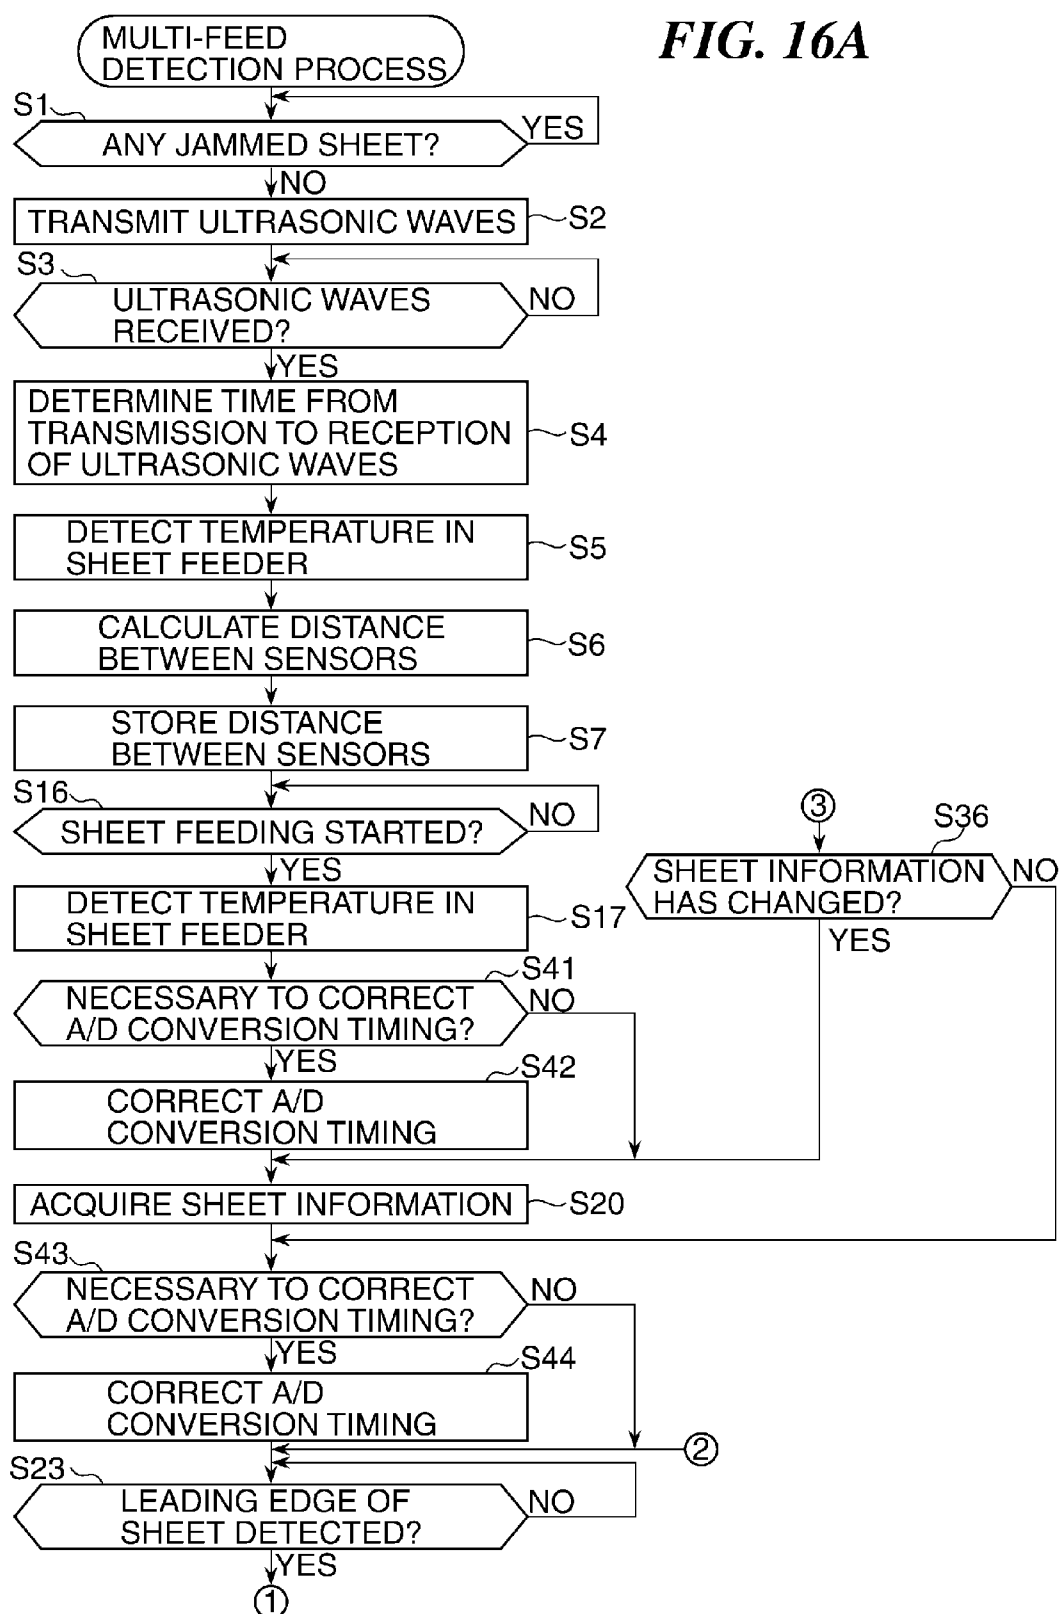 FIG. 16A
MULTI-FEED
DETECTION PROCESS
S1
ANY JAMMED SHEET?
YES
NO
TRANSMIT ULTRASONIC WAVES
S2
S3
ULTRASONIC WAVES
RECEIVED?
NO
YES
DETERMINE TIME FROM
TRANSMISSION TO RECEPTION
OF ULTRASONIC WAVES
S4
DETECT TEMPERATURE IN
SHEET FEEDER
S5
CALCULATE DISTANCE
BETWEEN SENSORS
S6
STORE DISTANCE
BETWEEN SENSORS
S7
S16
SHEET FEEDING STARTED?
NO
YES
DETECT TEMPERATURE IN
SHEET FEEDER
S17
3
S36
SHEET INFORMATION
HAS CHANGED?
NO
YES
S41
NECESSARY TO CORRECT
A/D CONVERSION TIMING?
NO
YES
S42
CORRECT A/D
CONVERSION TIMING
ACQUIRE SHEET INFORMATION
S20
S43
NECESSARY TO CORRECT
A/D CONVERSION TIMING?
NO
YES
S44
CORRECT A/D
CONVERSION TIMING
2
S23
LEADING EDGE OF
SHEET DETECTED?
NO
YES
1